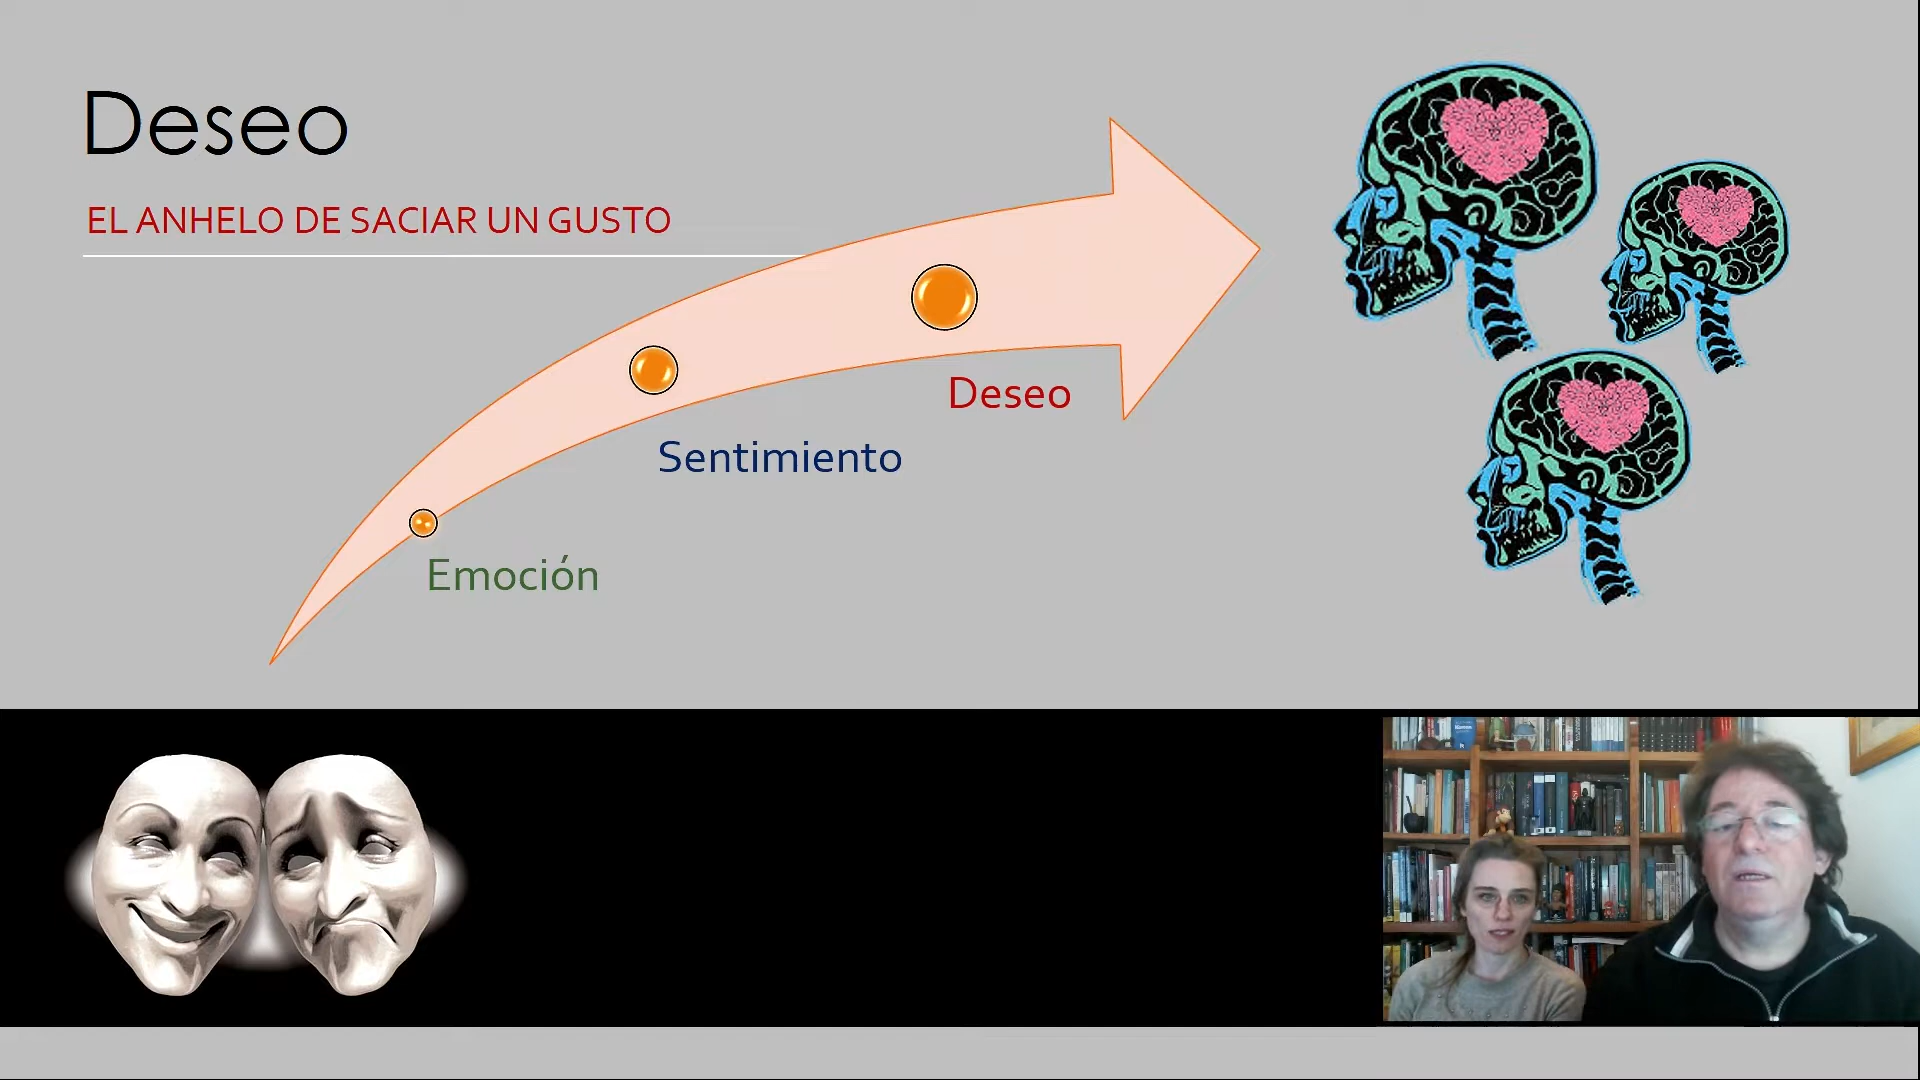 Deseo
EL ANHELO DE SACIAR UN GUSTO
Deseo
Sentimiento
Emoción